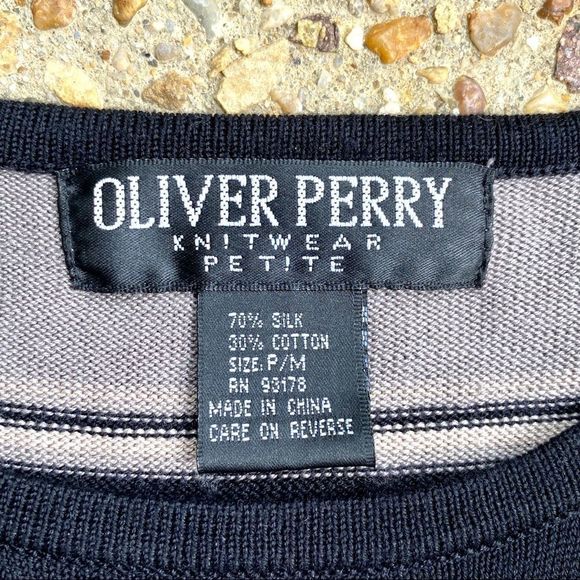 OLIVER PERRY
KNITWEAR
PETITE
70% SILK
30% COTTON
SIZE: P/M
RN 93178
MADE IN CHINA
CARE ON REVERSE